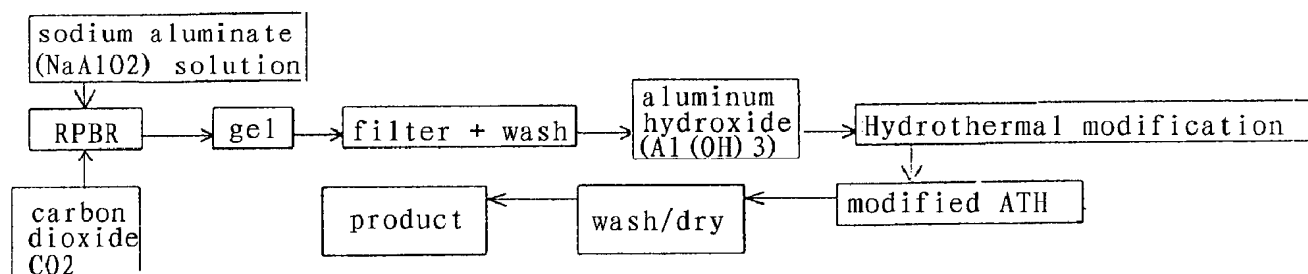 sodium aluminate
(NaAlO2) solution
RPBR
gel
filter + wash
aluminum
hydroxide
(Al(OH)3)
Hydrothermal modification
carbon
dioxide
CO2
product
wash/dry
modified ATH